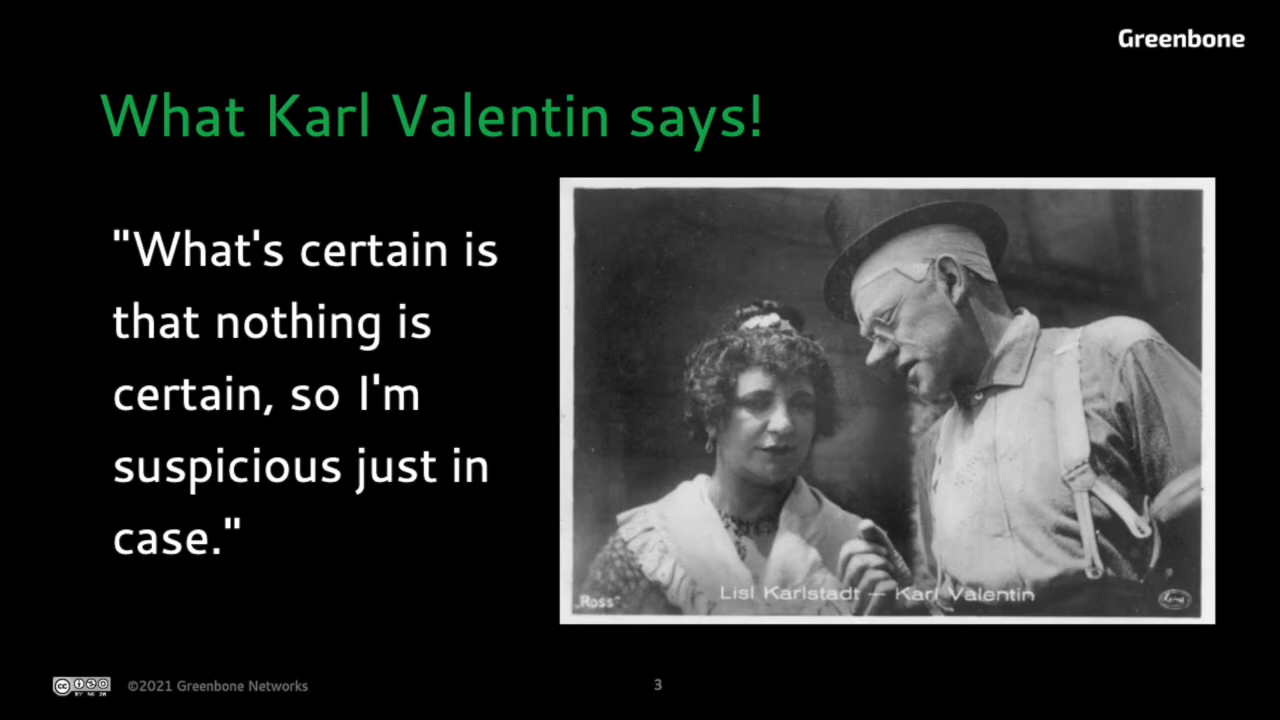 Greenbone
What Karl Valentin says!
"What's certain is
that nothing is
certain, so I'm
suspicious just in
case."
Lisl Karlstadt — Karl Valentin
„Ross"
©2021 Greenbone Networks
3